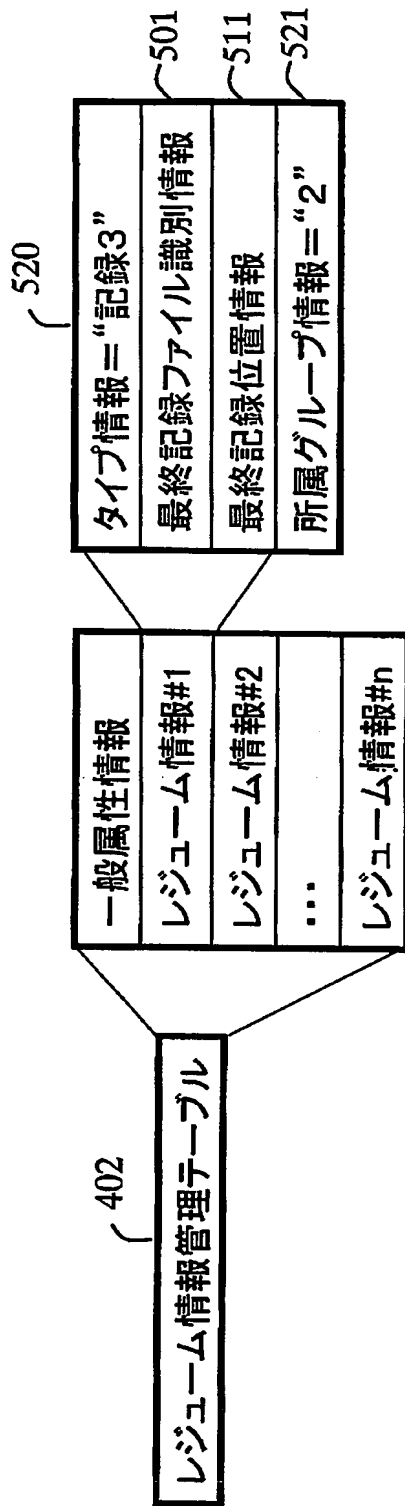 402
レジューム情報管理テーブル
一般属性情報
レジューム情報#1
レジューム情報#2
...
レジューム情報#n
520
タイプ情報=“記録3”
最終記録ファイル識別情報
501
最終記録位置情報
511
所属グループ情報=“2”
521